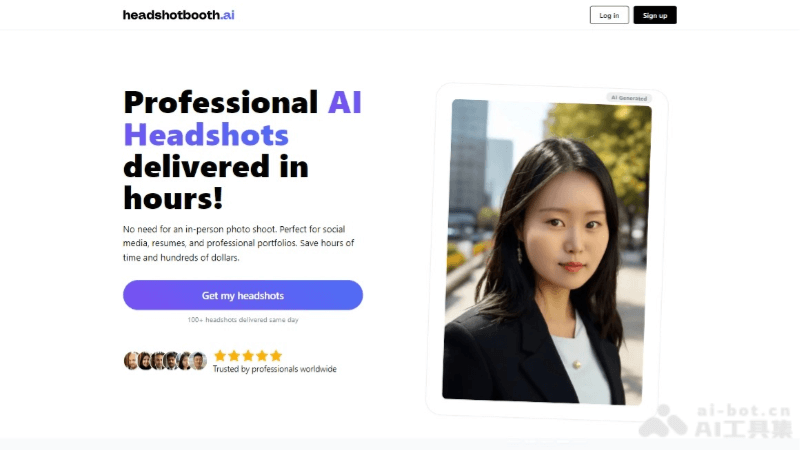 headshotbooth.ai
Log in
Sign up
AI Generated
Professional AI
Headshots
delivered in
hours!
No need for an in-person photo shoot. Perfect for social
media, resumes, and professional portfolios. Save hours of
time and hundreds of dollars.
Get my headshots
100+ headshots delivered same day
Trusted by professionals worldwide
ai-bot.cn
AI工具集